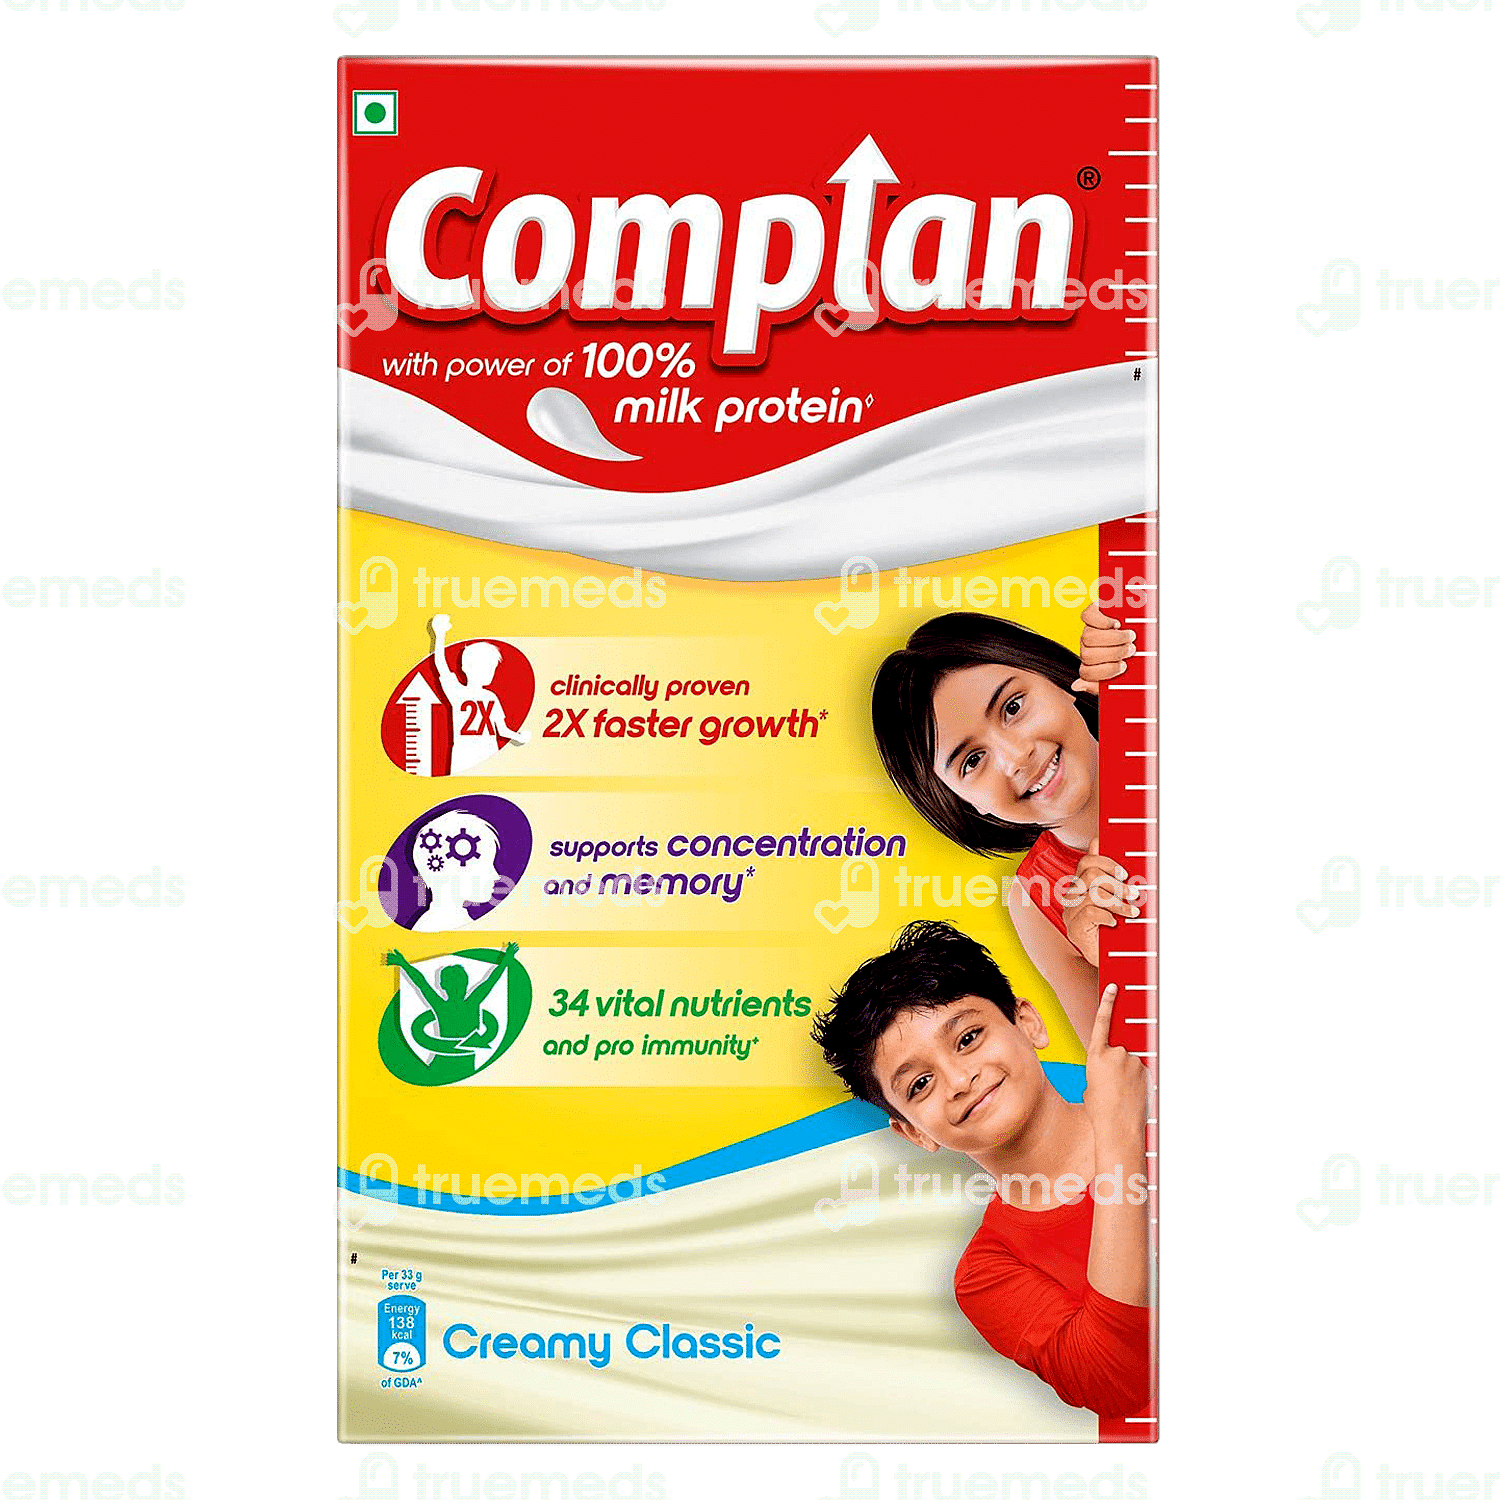 Complan®
with power of 100%
milk protein◊
#
clinically proven
2X faster growth*
2X
supports concentration
and memory*
34 vital nutrients
and pro immunity+
#
Per 33 g
serve
Energy
138
kcal
7%
of GDA^
Creamy Classic
truemeds